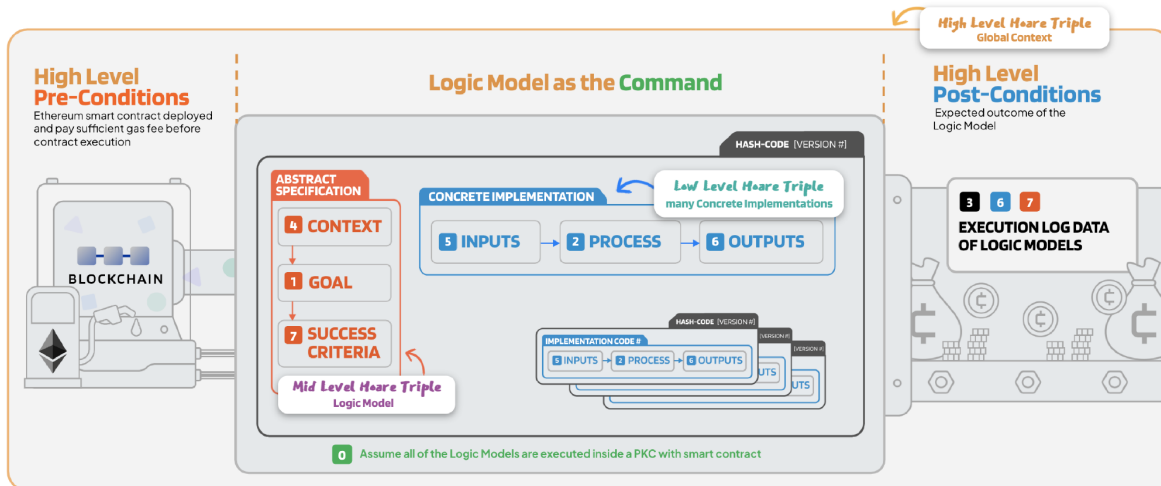 High Level Hoare Triple
Global Context
High Level
Pre-Conditions
Ethereum smart contract deployed
and pay sufficient gas fee before
contract execution
Logic Model as the Command
High Level
Post-Conditions
Expected outcome of the
Logic Model
HASH-CODE [VERSION #]
ABSTRACT
SPECIFICATION
4 CONTEXT
1 GOAL
7 SUCCESS
CRITERIA
Mid Level Hoare Triple
Logic Model
CONCRETE IMPLEMENTATION
Low Level Hoare Triple
many Concrete Implementations
5 INPUTS
2 PROCESS
6 OUTPUTS
BLOCKCHAIN
3 6 7
EXECUTION LOG DATA
OF LOGIC MODELS
HASH-CODE [VERSION #]
IMPLEMENTATION CODE #
5 INPUTS
2 PROCESS
6 OUTPUTS
VERSION #]
UTS
[VERSION #]
UTS
0 Assume all of the Logic Models are executed inside a PKC with smart contract